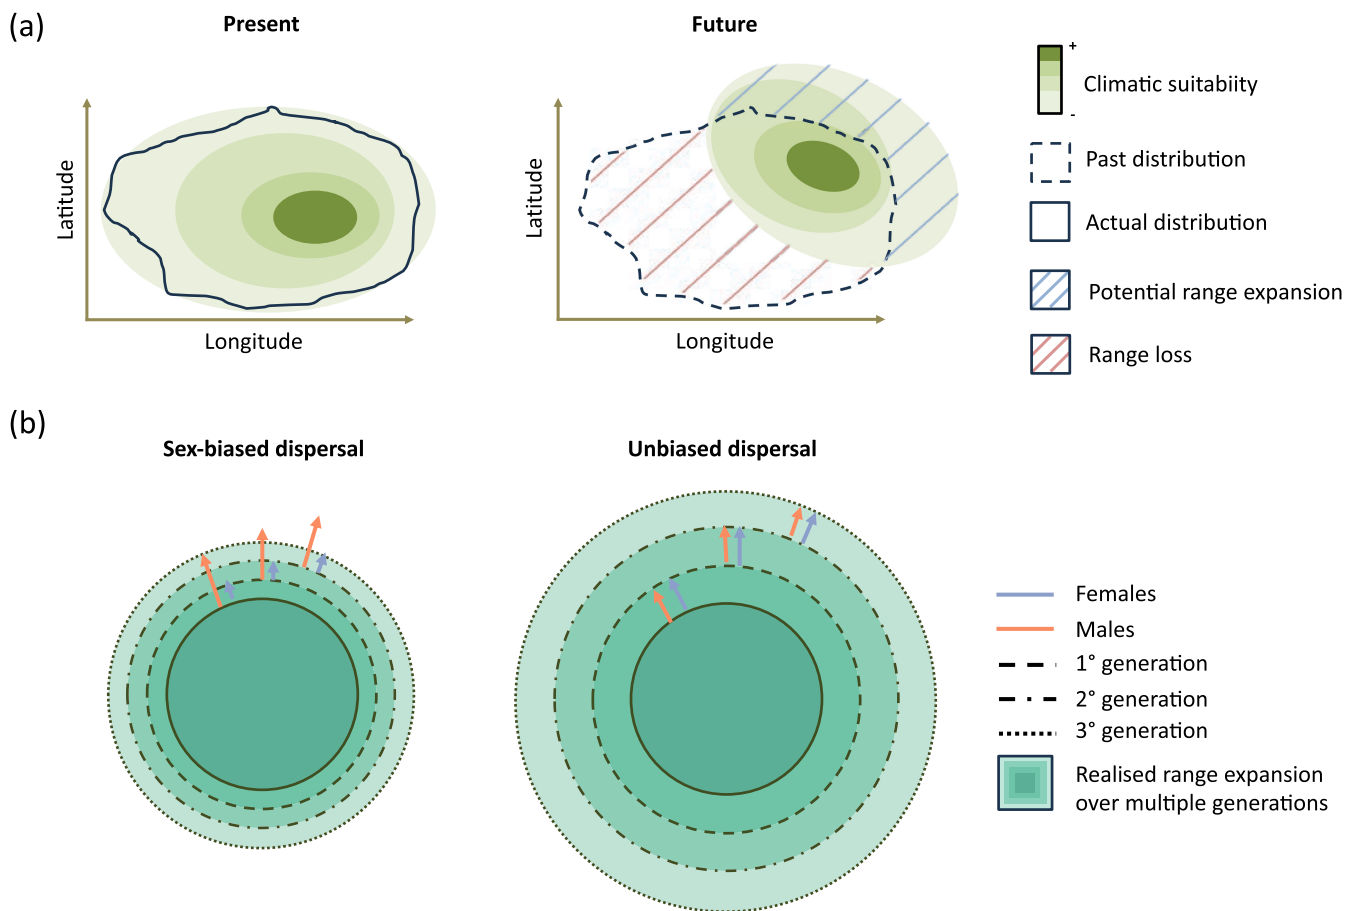 (a)
Present
Future
Latitude
Longitude
Latitude
Longitude
+
-
Climatic suitabiity
Past distribution
Actual distribution
Potential range expansion
Range loss
(b)
Sex-biased dispersal
Unbiased dispersal
Females
Males
1° generation
2° generation
3° generation
Realised range expansion
over multiple generations